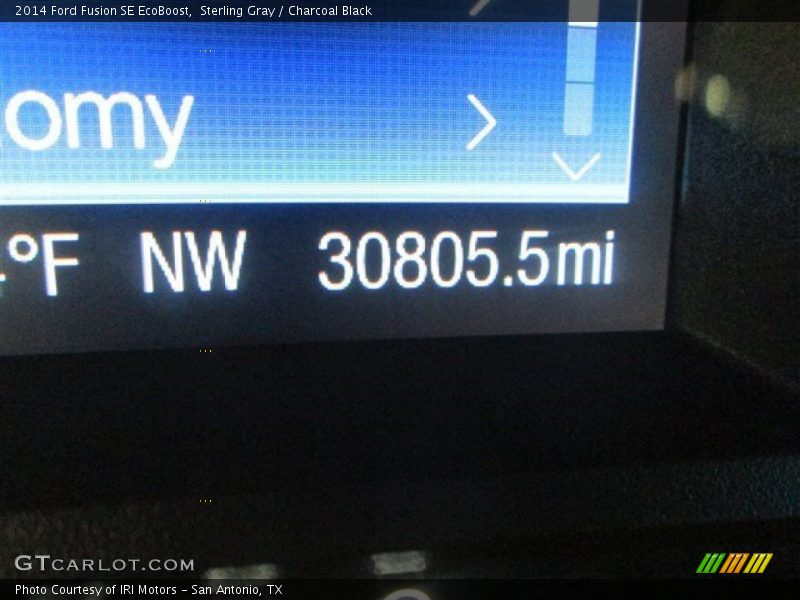 2014 Ford Fusion SE EcoBoost,  Sterling Gray / Charcoal Black
omy
°F NW 30805.5mi
GTCARLOT.COM
Photo Courtesy of IRI Motors - San Antonio, TX